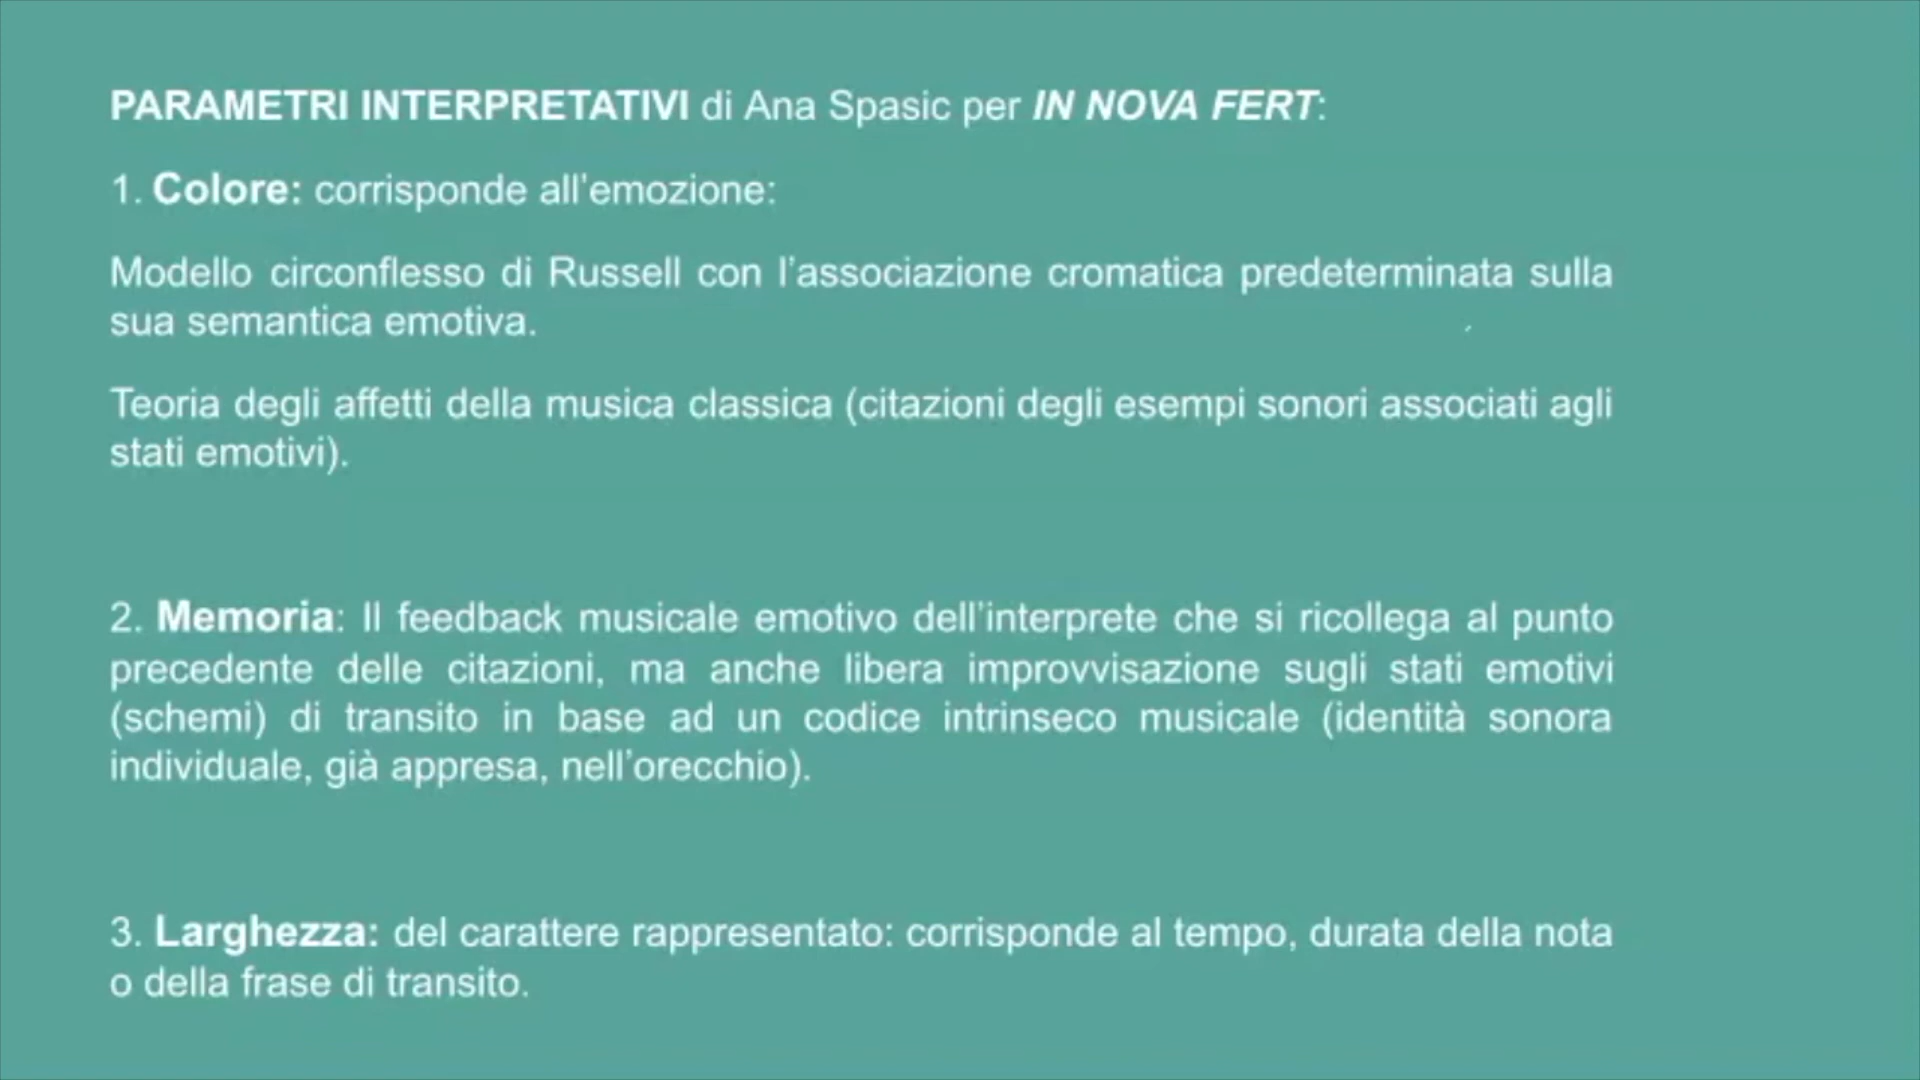 PARAMETRI INTERPRETATIVI di Ana Spasic per IN NOVA FERT:
1. Colore: corrisponde all'emozione:
Modello circonflesso di Russell con l'associazione cromatica predeterminata sulla
sua semantica emotiva.
Teoria degli affetti della musica classica (citazioni degli esempi sonori associati agli
stati emotivi).
2. Memoria: Il feedback musicale emotivo dell'interprete che si ricollega al punto
precedente delle citazioni, ma anche libera improvvisazione sugli stati emotivi
(schemi) di transito in base ad un codice intrinseco musicale (identità sonora
individuale, già appresa, nell'orecchio).
3. Larghezza: del carattere rappresentato: corrisponde al tempo, durata della nota
o della frase di transito.